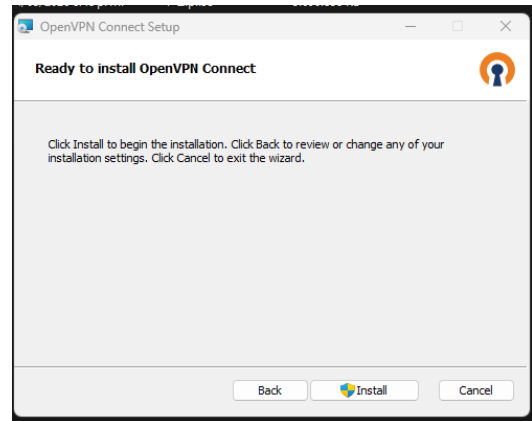 OpenVPN Connect Setup
Ready to install OpenVPN Connect
Click Install to begin the installation. Click Back to review or change any of your
installation settings. Click Cancel to exit the wizard.
Back
Install
Cancel